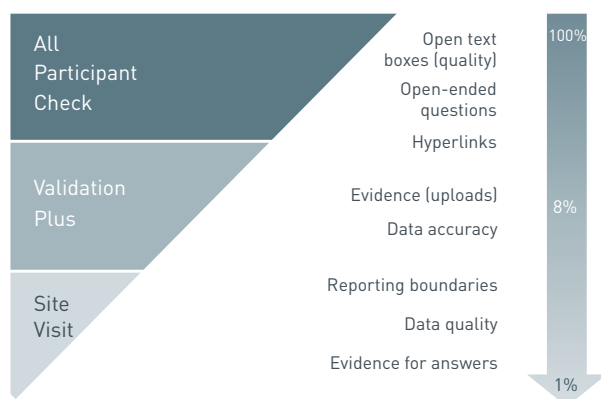 All
Participant
Check
Open text
boxes (quality)
Open-ended
questions
Hyperlinks
100%
Validation
Plus
Evidence (uploads)
Data accuracy
8%
Site
Visit
Reporting boundaries
Data quality
Evidence for answers
1%